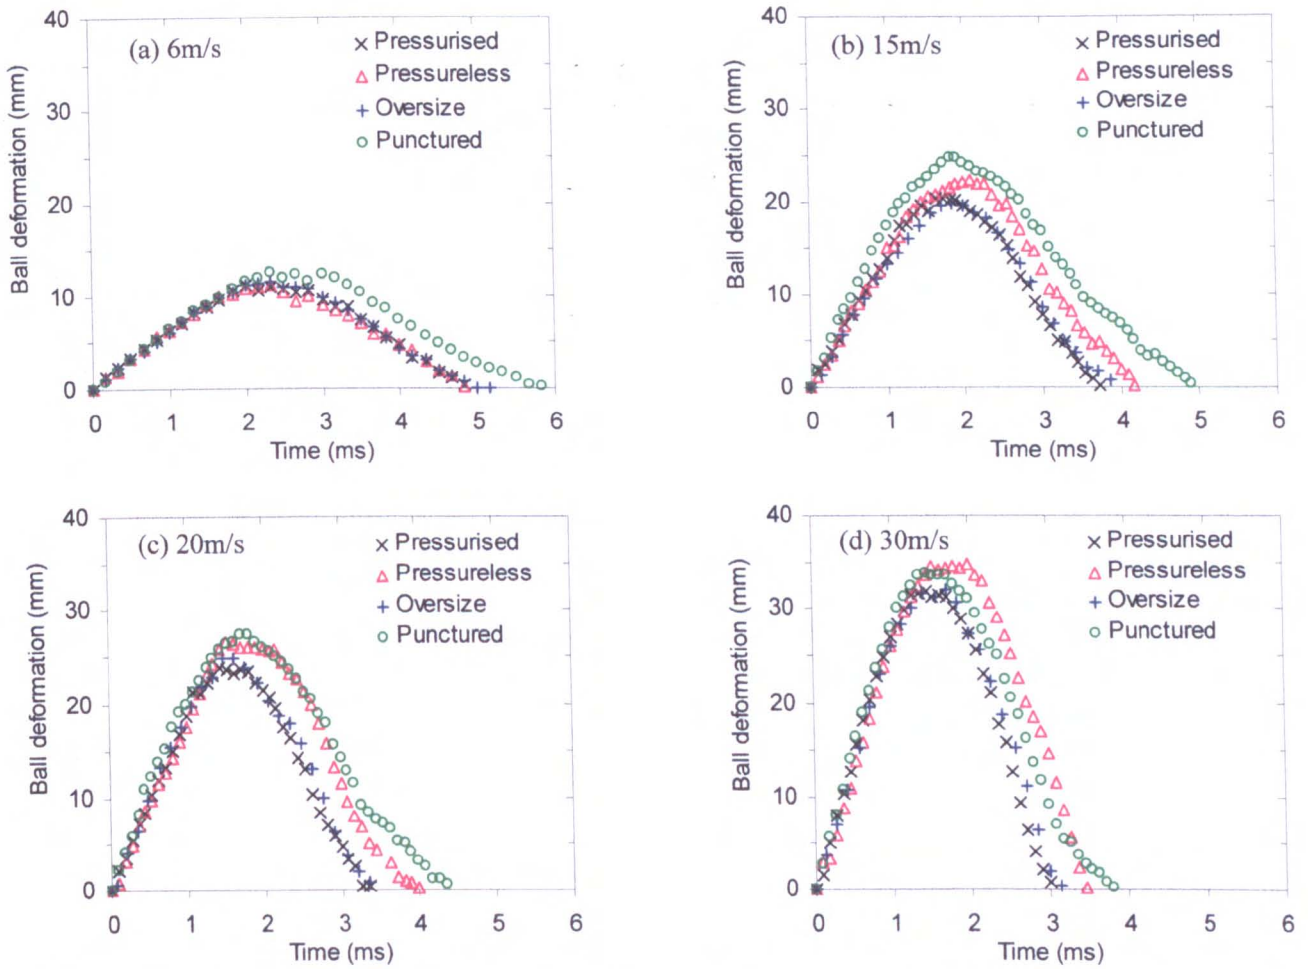 (a) 6m/s
Pressurised
Pressureless
Oversize
Punctured
40
30
20
10
0
Ball deformation (mm)
0 1 2 3 4 5 6
Time (ms)
(b) 15m/s
Pressurised
Pressureless
Oversize
Punctured
40
30
20
10
0
Ball deformation (mm)
0 1 2 3 4 5 6
Time (ms)
(c) 20m/s
Pressurised
Pressureless
Oversize
Punctured
40
30
20
10
0
Ball deformation (mm)
0 1 2 3 4 5 6
Time (ms)
(d) 30m/s
Pressurised
Pressureless
Oversize
Punctured
40
30
20
10
0
Ball deformation (mm)
0 1 2 3 4 5 6
Time (ms)